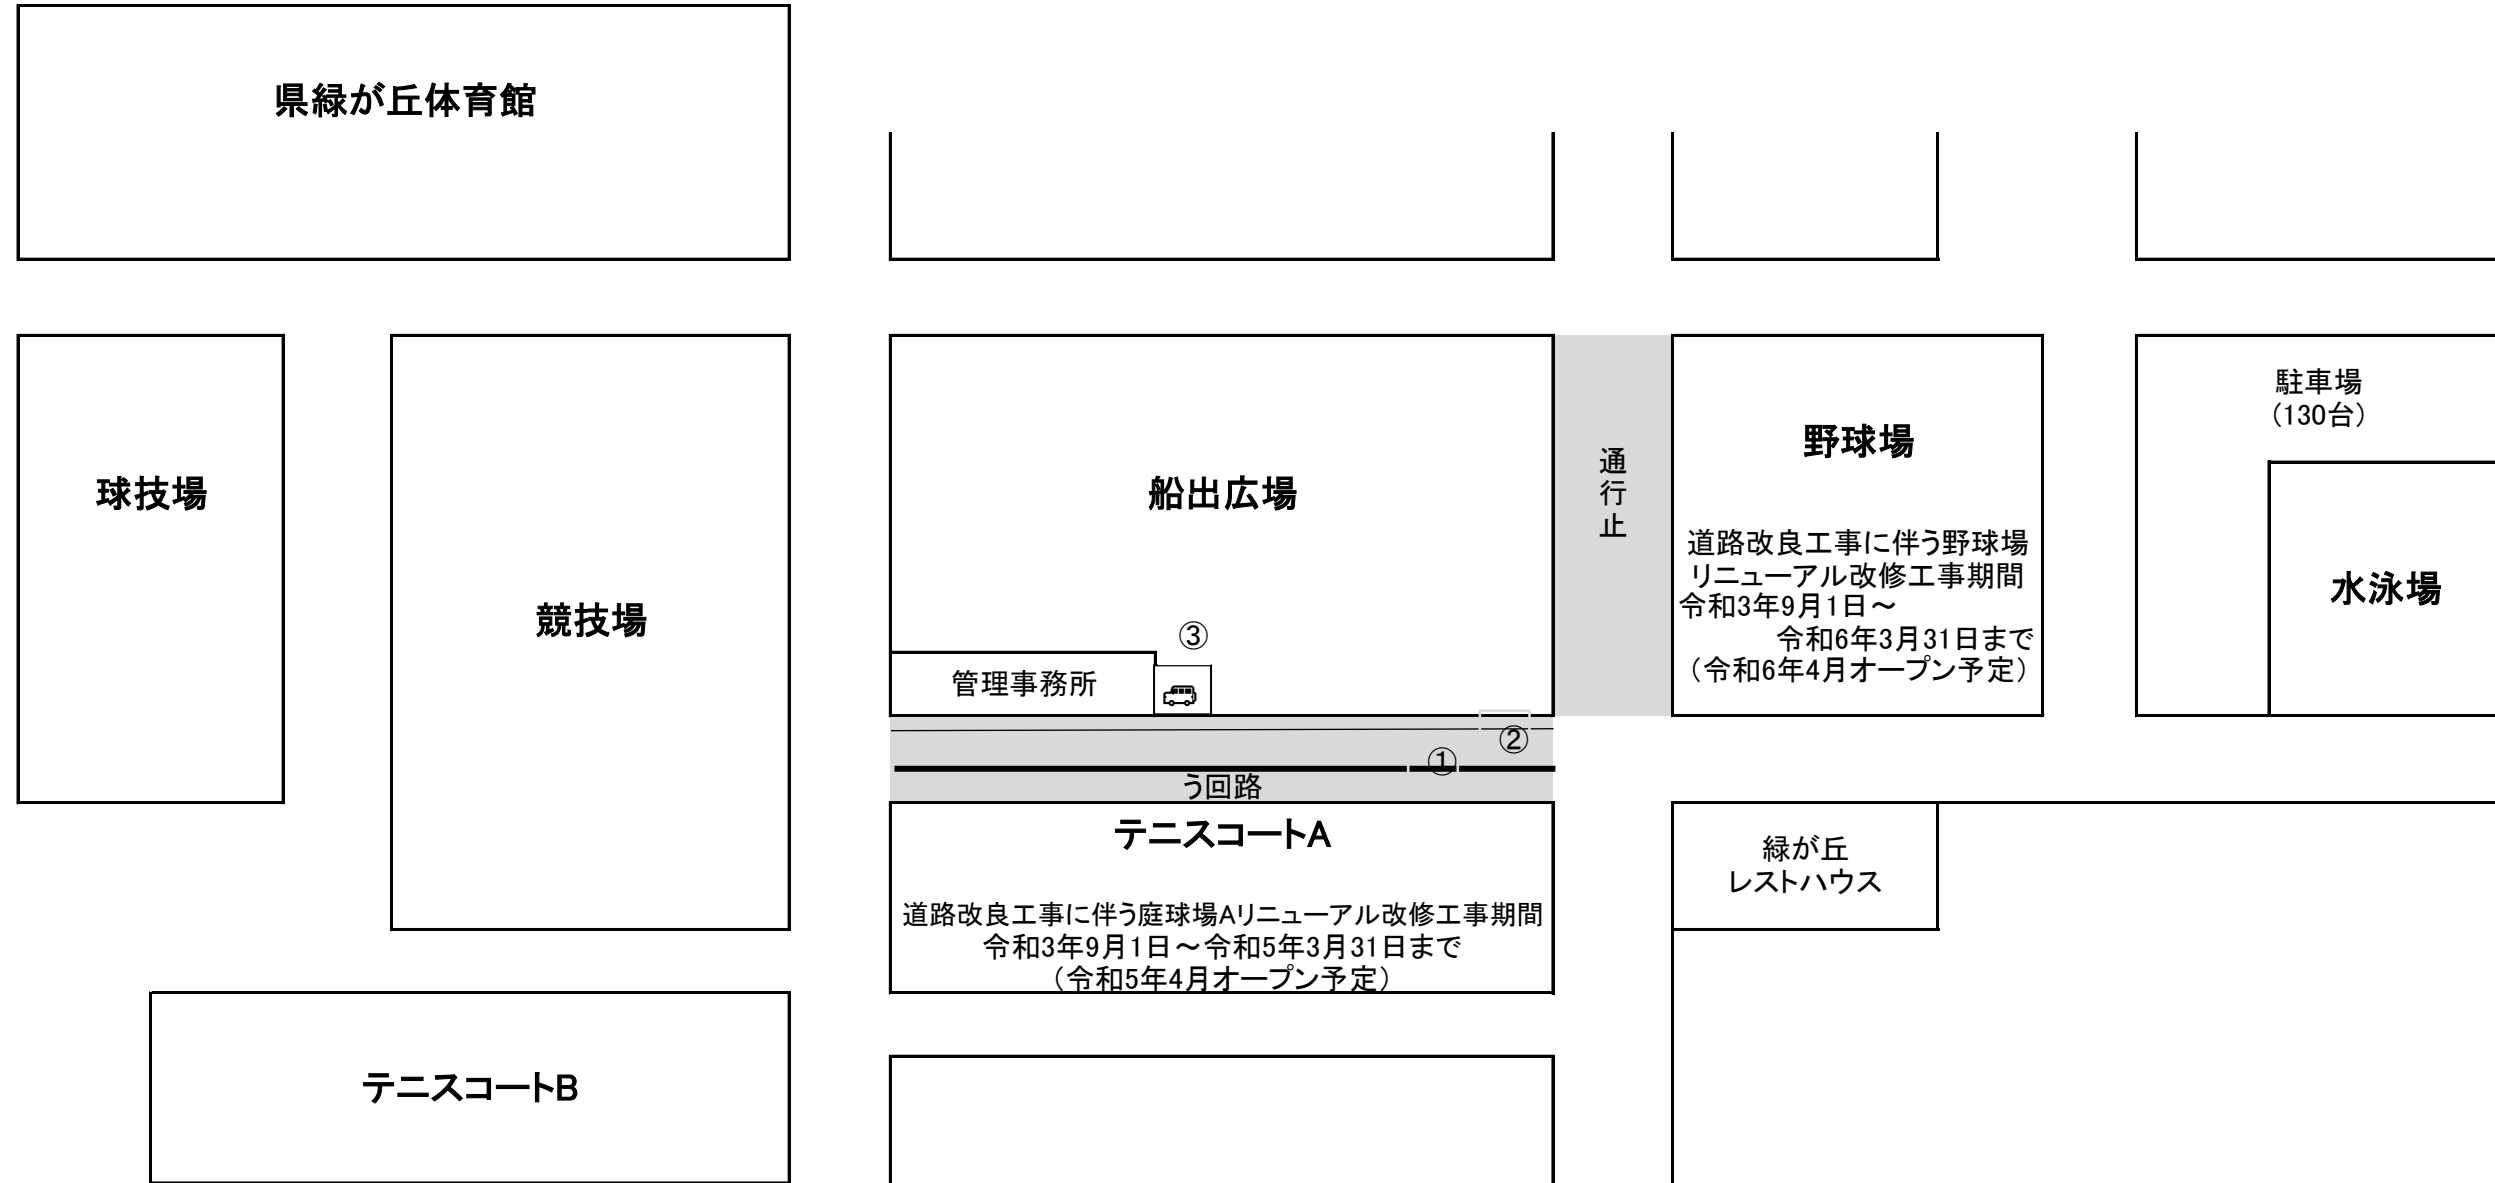 県緑が丘体育館
球技場
競技場
船出広場
③
管理事務所
通
行
止
野球場
道路改良工事に伴う野球場
リニューアル改修工事期間
令和3年9月1日～
令和6年3月31日まで
（令和6年4月オープン予定）
駐車場
（130台）
水泳場
②
①
う回路
テニスコートA
道路改良工事に伴う庭球場Aリニューアル改修工事期間
令和3年9月1日～令和5年3月31日まで
（令和5年4月オープン予定）
緑が丘
レストハウス
テニスコートB